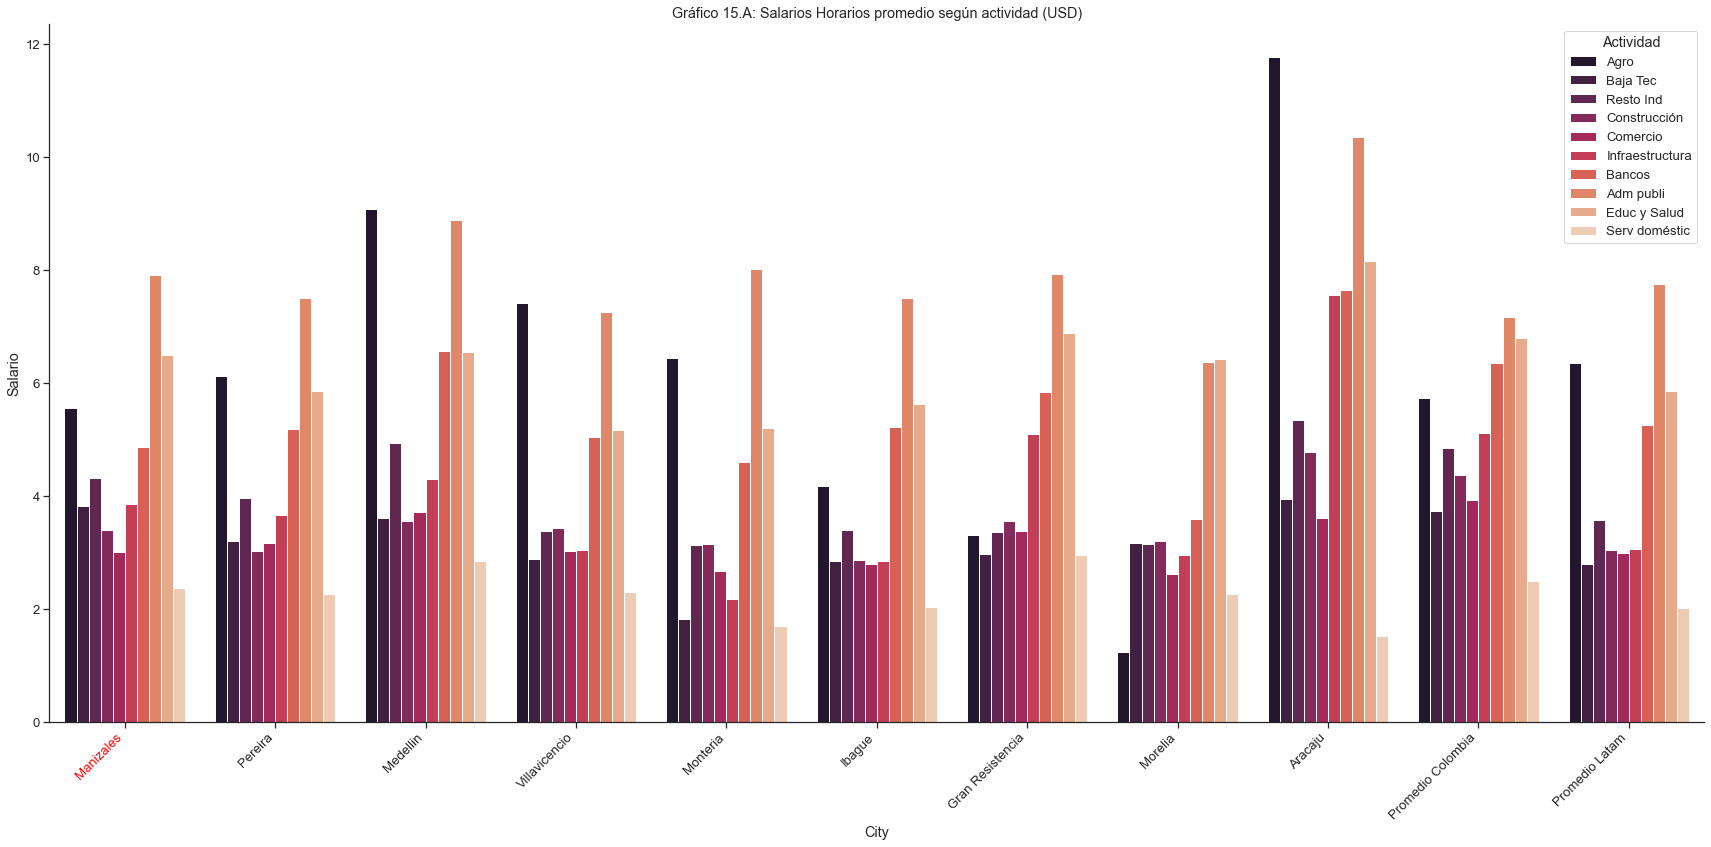 Gráfico 15.A: Salarios Horarios promedio según actividad (USD)
12
10
8
6
4
2
0
Salario
Actividad
Agro
Baja Tec
Resto Ind
Construcción
Comercio
Infraestructura
Bancos
Adm publi
Educ y Salud
Serv doméstic
Manizales
Pereira
Medellin
Villavicencio
Monteria
Ibague
Gran Resistencia
Morelia
Aracaju
Promedio Colombia
Promedio Latam
City